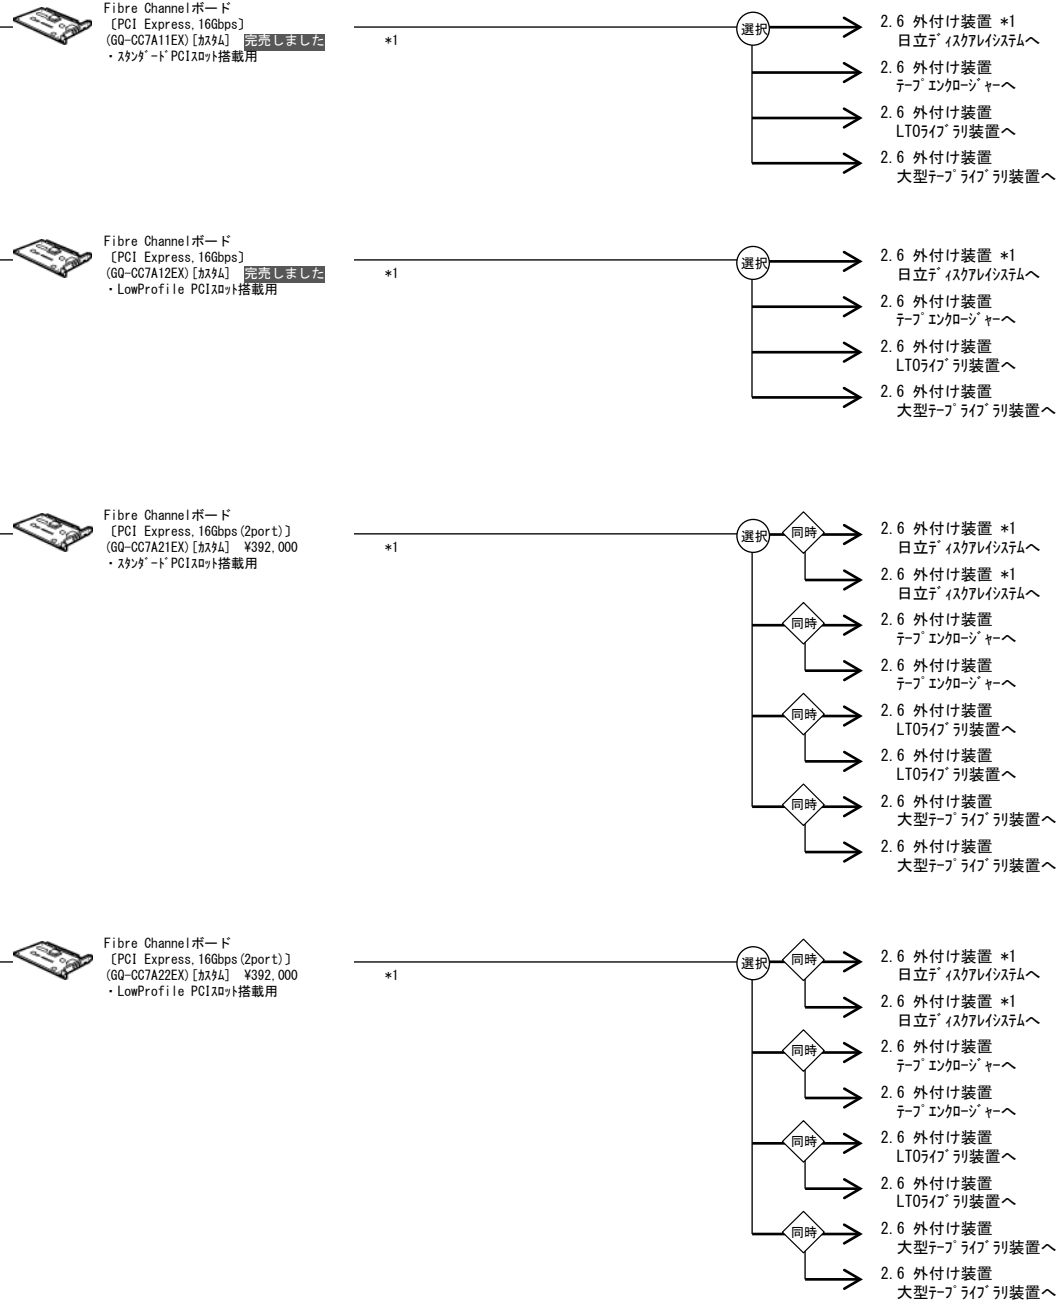 Fibre Channelボード
〔PCI Express,16Gbps〕
(GQ-CC7A11EX)[ｶｽﾀﾑ] 完売しました
・ｽﾀﾝﾀﾞｰﾄﾞPCIｽﾛｯﾄ搭載用
*1
選択
2.6 外付け装置 *1
日立ﾃﾞｨｽｸｱﾚｲｼｽﾃﾑへ
2.6 外付け装置
ﾃｰﾌﾟｴﾝｸﾛｰｼﾞｬｰへ
2.6 外付け装置
LTOﾗｲﾌﾞﾗﾘ装置へ
2.6 外付け装置
大型ﾃｰﾌﾟﾗｲﾌﾞﾗﾘ装置へ
Fibre Channelボード
〔PCI Express,16Gbps〕
(GQ-CC7A12EX)[ｶｽﾀﾑ] 完売しました
・LowProfile PCIｽﾛｯﾄ搭載用
*1
選択
2.6 外付け装置 *1
日立ﾃﾞｨｽｸｱﾚｲｼｽﾃﾑへ
2.6 外付け装置
ﾃｰﾌﾟｴﾝｸﾛｰｼﾞｬｰへ
2.6 外付け装置
LTOﾗｲﾌﾞﾗﾘ装置へ
2.6 外付け装置
大型ﾃｰﾌﾟﾗｲﾌﾞﾗﾘ装置へ
Fibre Channelボード
〔PCI Express,16Gbps(2port)〕
(GQ-CC7A21EX)[ｶｽﾀﾑ] ¥392,000
・ｽﾀﾝﾀﾞｰﾄﾞPCIｽﾛｯﾄ搭載用
*1
選択
同時
2.6 外付け装置 *1
日立ﾃﾞｨｽｸｱﾚｲｼｽﾃﾑへ
2.6 外付け装置 *1
日立ﾃﾞｨｽｸｱﾚｲｼｽﾃﾑへ
同時
2.6 外付け装置
ﾃｰﾌﾟｴﾝｸﾛｰｼﾞｬｰへ
2.6 外付け装置
ﾃｰﾌﾟｴﾝｸﾛｰｼﾞｬｰへ
同時
2.6 外付け装置
LTOﾗｲﾌﾞﾗﾘ装置へ
2.6 外付け装置
LTOﾗｲﾌﾞﾗﾘ装置へ
同時
2.6 外付け装置
大型ﾃｰﾌﾟﾗｲﾌﾞﾗﾘ装置へ
2.6 外付け装置
大型ﾃｰﾌﾟﾗｲﾌﾞﾗﾘ装置へ
Fibre Channelボード
〔PCI Express,16Gbps(2port)〕
(GQ-CC7A22EX)[ｶｽﾀﾑ] ¥392,000
・LowProfile PCIｽﾛｯﾄ搭載用
*1
選択
同時
2.6 外付け装置 *1
日立ﾃﾞｨｽｸｱﾚｲｼｽﾃﾑへ
2.6 外付け装置 *1
日立ﾃﾞｨｽｸｱﾚｲｼｽﾃﾑへ
同時
2.6 外付け装置
ﾃｰﾌﾟｴﾝｸﾛｰｼﾞｬｰへ
2.6 外付け装置
ﾃｰﾌﾟｴﾝｸﾛｰｼﾞｬｰへ
同時
2.6 外付け装置
LTOﾗｲﾌﾞﾗﾘ装置へ
2.6 外付け装置
LTOﾗｲﾌﾞﾗﾘ装置へ
同時
2.6 外付け装置
大型ﾃｰﾌﾟﾗｲﾌﾞﾗﾘ装置へ
2.6 外付け装置
大型ﾃｰﾌﾟﾗｲﾌﾞﾗﾘ装置へ